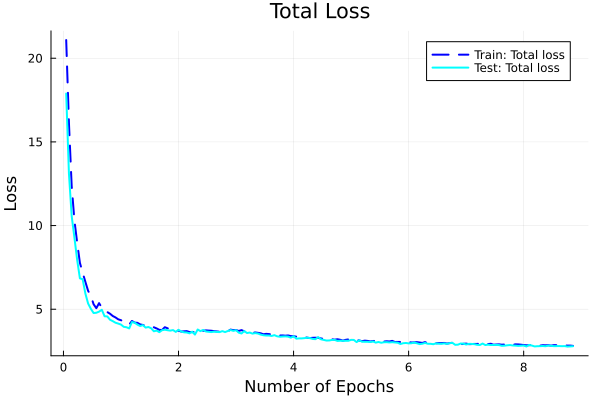 Total Loss
Train: Total loss
Test: Total loss
20
15
10
5
Loss
0 2 4 6 8
Number of Epochs